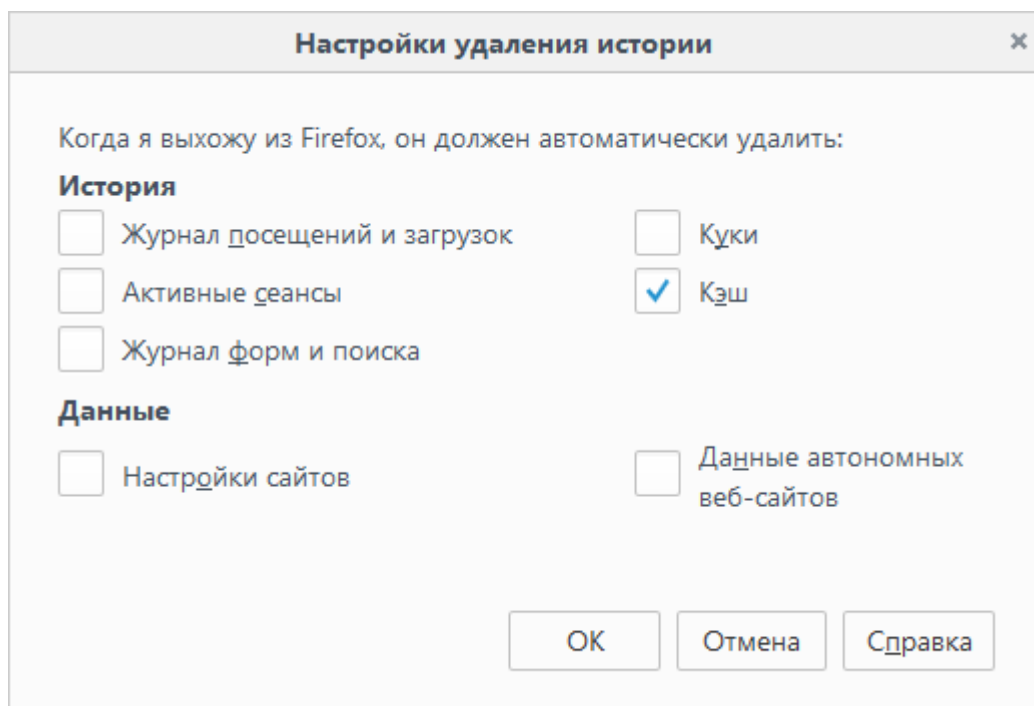 Настройки удаления истории
Когда я выхожу из Firefox, он должен автоматически удалить:
История
Журнал посещений и загрузок
Куки
Активные сеансы
Кэш
Журнал форм и поиска
Данные
Настройки сайтов
Данные автономных
веб-сайтов
ОК
Отмена
Справка